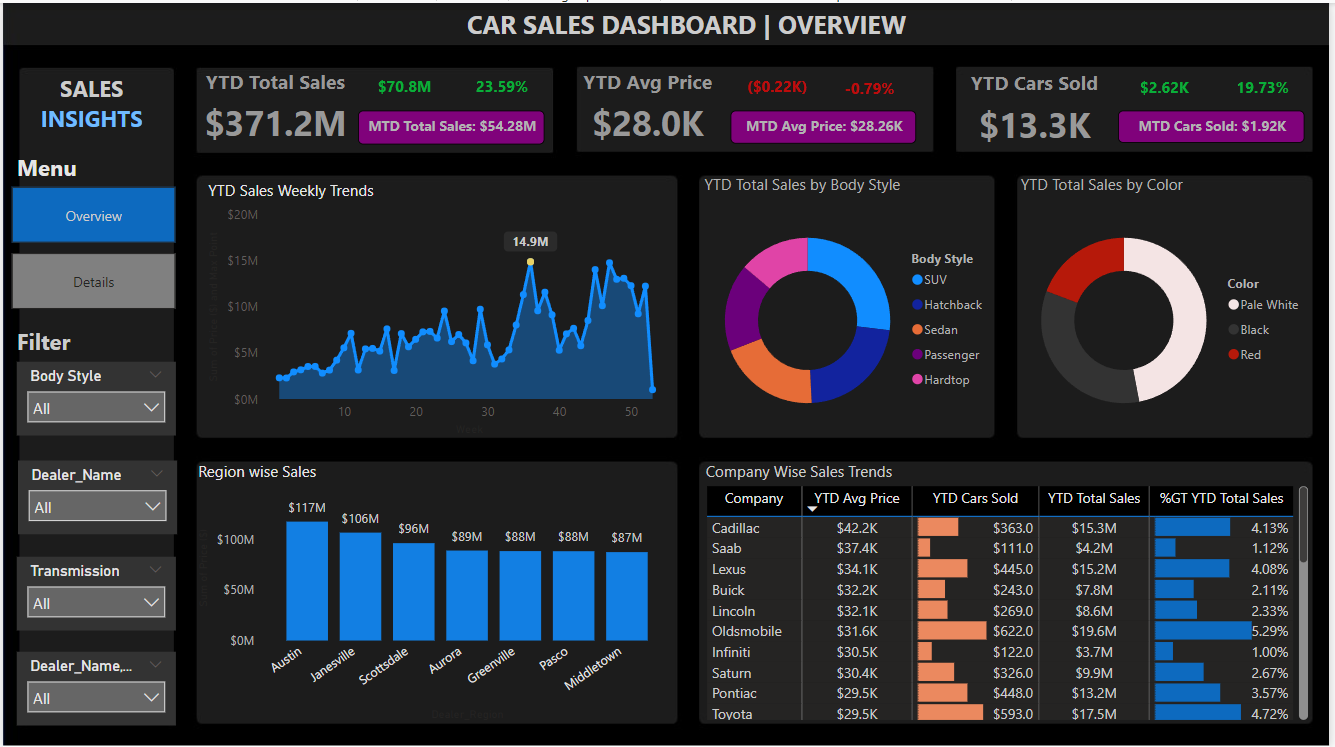 CAR SALES DASHBOARD | OVERVIEW
SALES
INSIGHTS
Menu
Overview
Details
Filter
Body Style
All
Dealer_Name
All
Transmission
All
Dealer_Name,...
All
YTD Total Sales
$70.8M 23.59%
$371.2M
MTD Total Sales: $54.28M
YTD Avg Price
($0.22K) -0.79%
$28.0K
MTD Avg Price: $28.26K
YTD Cars Sold
$2.62K 19.73%
$13.3K
MTD Cars Sold: $1.92K
YTD Sales Weekly Trends
$20M
$15M
$10M
$5M
$0M
14.9M
10 20 30 40 50
Week
YTD Total Sales by Body Style
Body Style
SUV
Hatchback
Sedan
Passenger
Hardtop
YTD Total Sales by Color
Color
Pale White
Black
Red
Region wise Sales
$100M
$50M
$0M
$117M $106M $96M $89M $88M $88M $87M
Austin Janesville Scottsdale Aurora Greenville Pasco Middletown
Dealer_Region
Company Wise Sales Trends
Company YTD Avg Price YTD Cars Sold YTD Total Sales %GT YTD Total Sales
Cadillac $42.2K $363.0 $15.3M 4.13%
Saab $37.4K $111.0 $4.2M 1.12%
Lexus $34.1K $445.0 $15.2M 4.08%
Buick $32.2K $243.0 $7.8M 2.11%
Lincoln $32.1K $269.0 $8.6M 2.33%
Oldsmobile $31.6K $622.0 $19.6M 5.29%
Infiniti $30.5K $122.0 $3.7M 1.00%
Saturn $30.4K $326.0 $9.9M 2.67%
Pontiac $29.5K $448.0 $13.2M 3.57%
Toyota $29.5K $593.0 $17.5M 4.72%